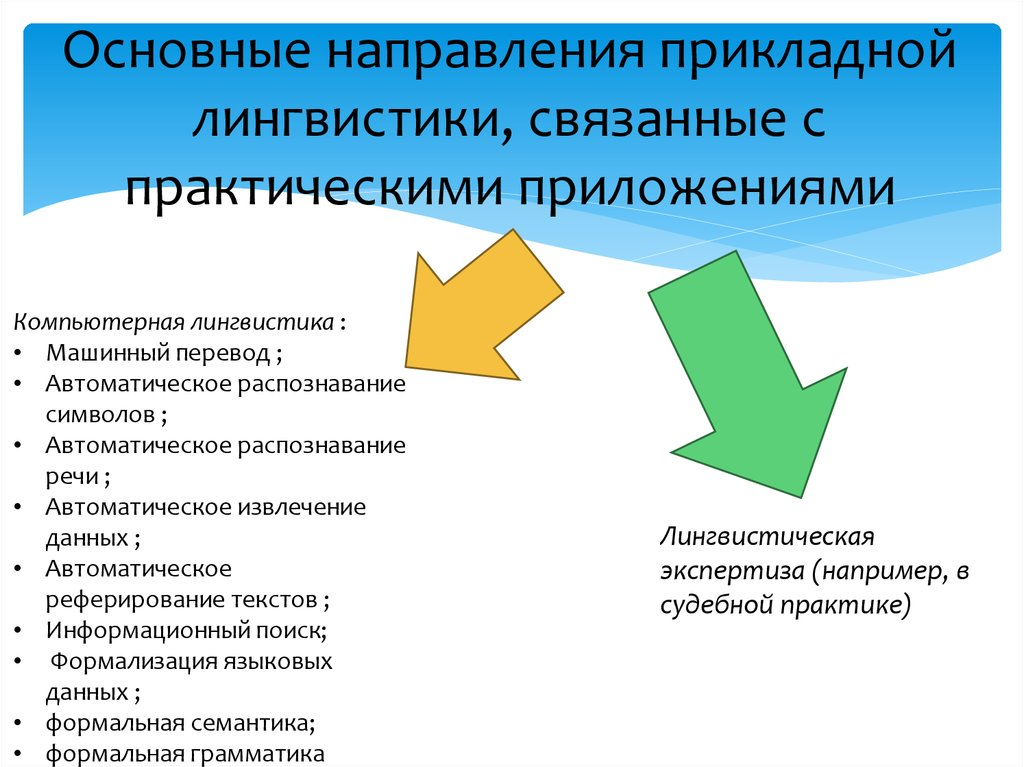 Основные направления прикладной
лингвистики, связанные с
практическими приложениями
Компьютерная лингвистика :
• Машинный перевод ;
• Автоматическое распознавание
символов ;
• Автоматическое распознавание
речи ;
• Автоматическое извлечение
данных ;
• Автоматическое
реферирование текстов ;
• Информационный поиск;
• Формализация языковых
данных ;
• формальная семантика;
• формальная грамматика
Лингвистическая
экспертиза (например, в
судебной практике)